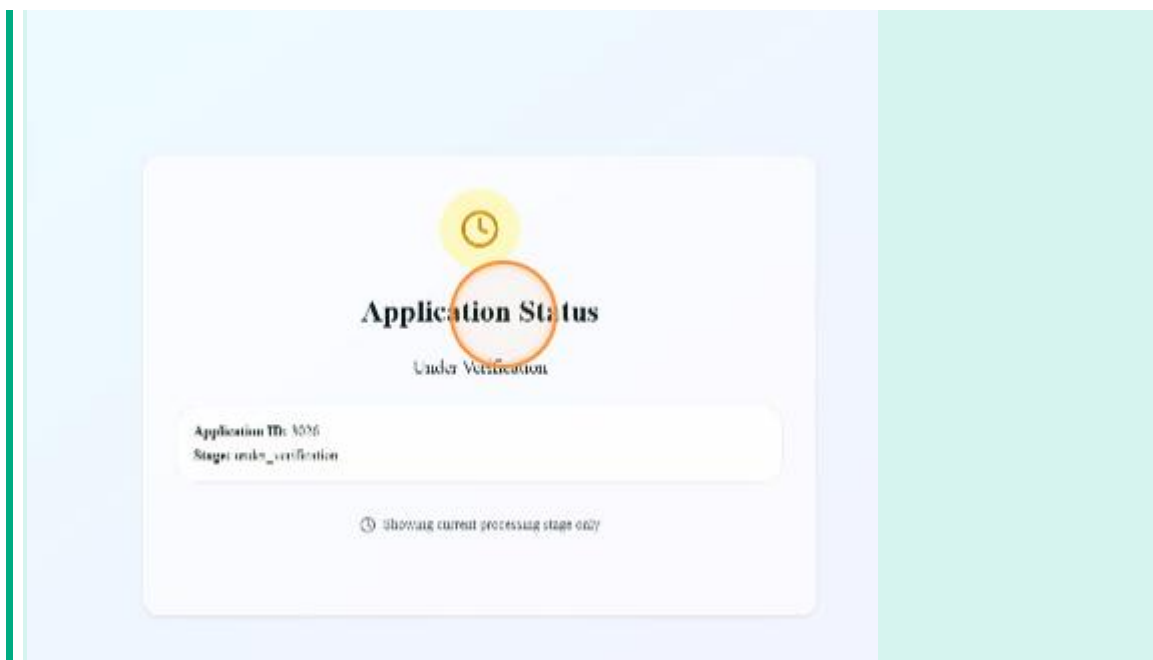 Application Status
Under Verification
Application ID: 3026
Stage: under_verification
Showing current processing stage only